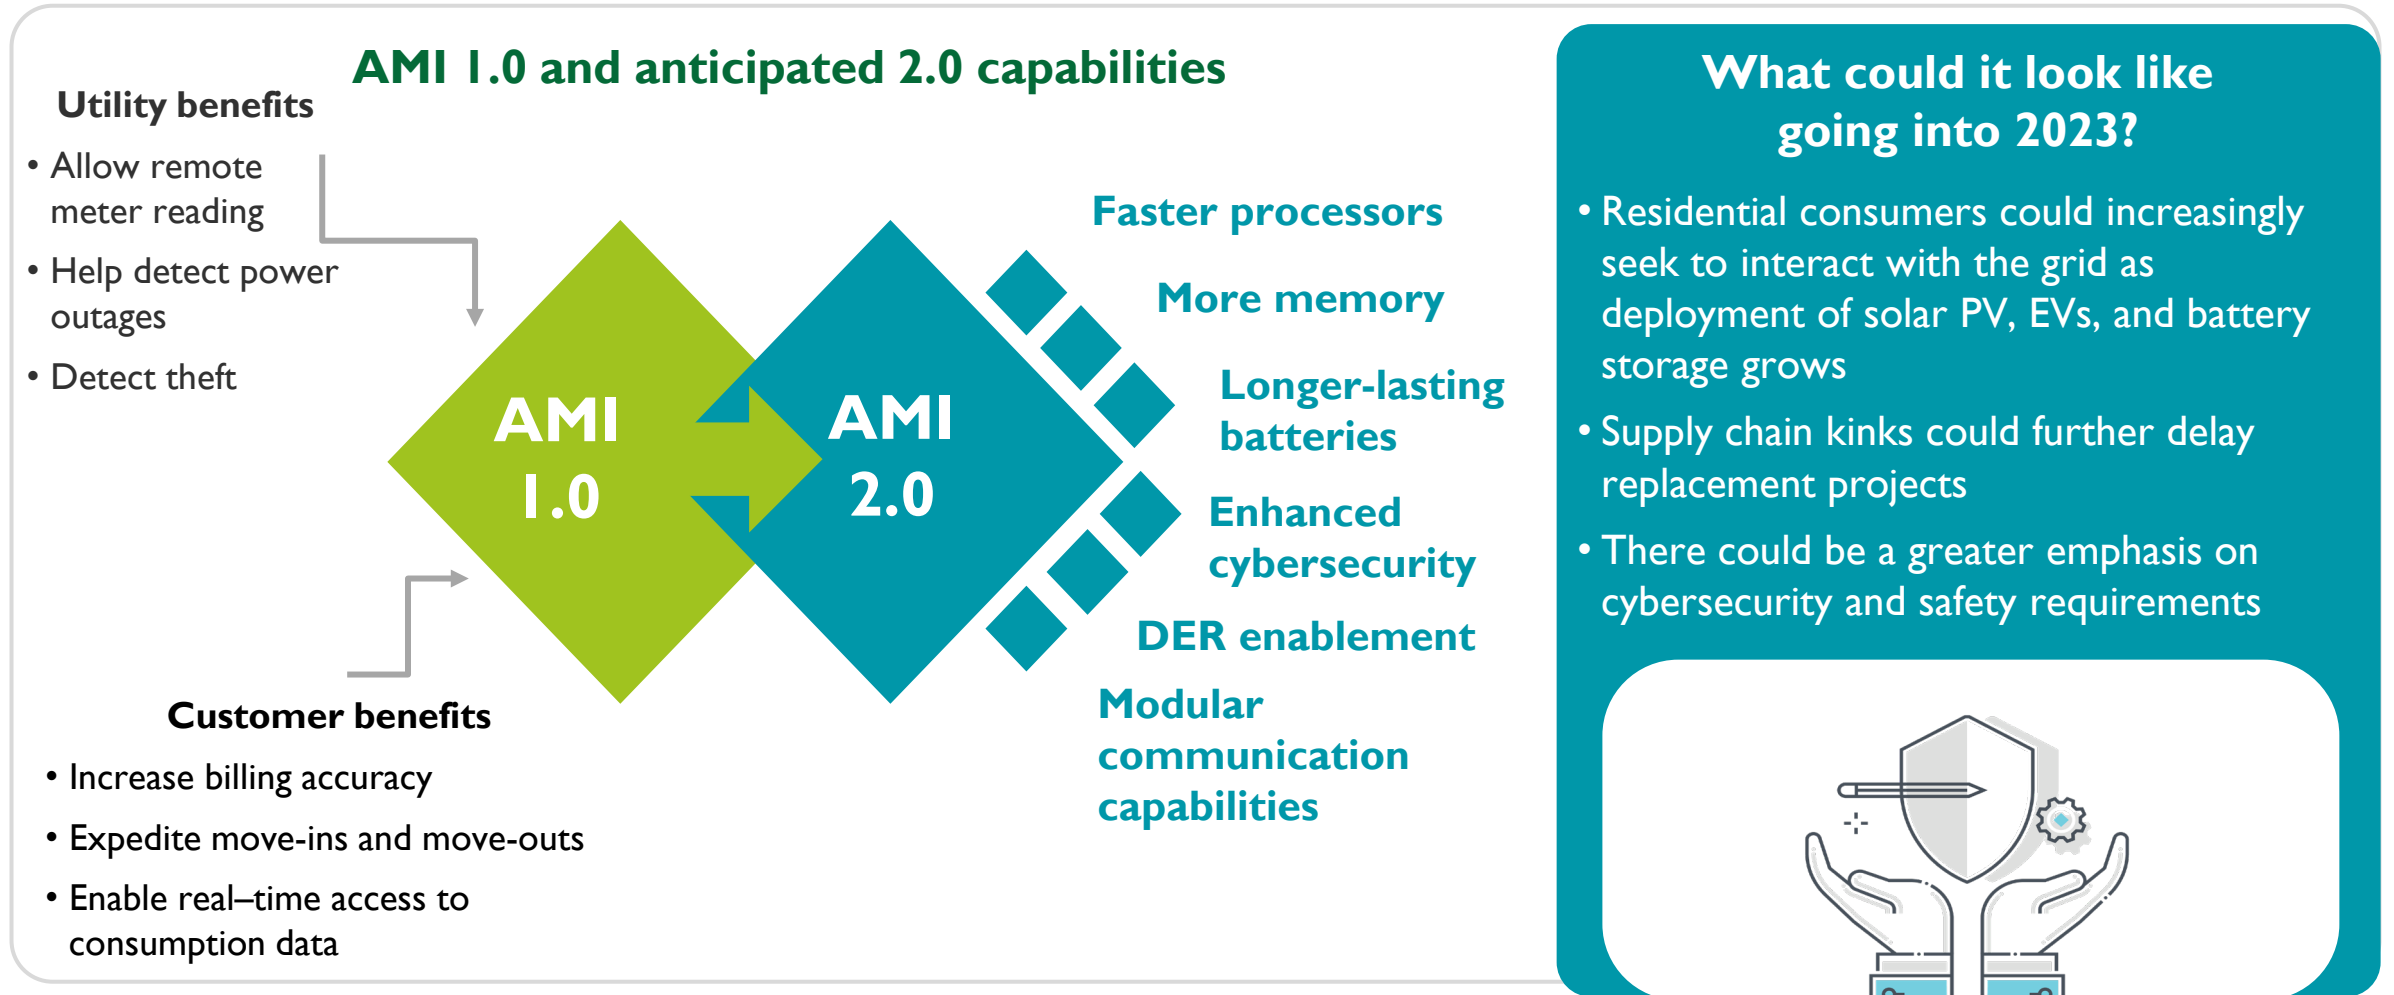 AMI 1.0 and anticipated 2.0 capabilities
Utility benefits
• Allow remote
meter reading
• Help detect power
outages
• Detect theft
AMI
1.0
AMI
2.0
Customer benefits
• Increase billing accuracy
• Expedite move-ins and move-outs
• Enable real–time access to
consumption data
Faster processors
More memory
Longer-lasting
batteries
Enhanced
cybersecurity
DER enablement
Modular
communication
capabilities
What could it look like
going into 2023?
• Residential consumers could increasingly
seek to interact with the grid as
deployment of solar PV, EVs, and battery
storage grows
• Supply chain kinks could further delay
replacement projects
• There could be a greater emphasis on
cybersecurity and safety requirements